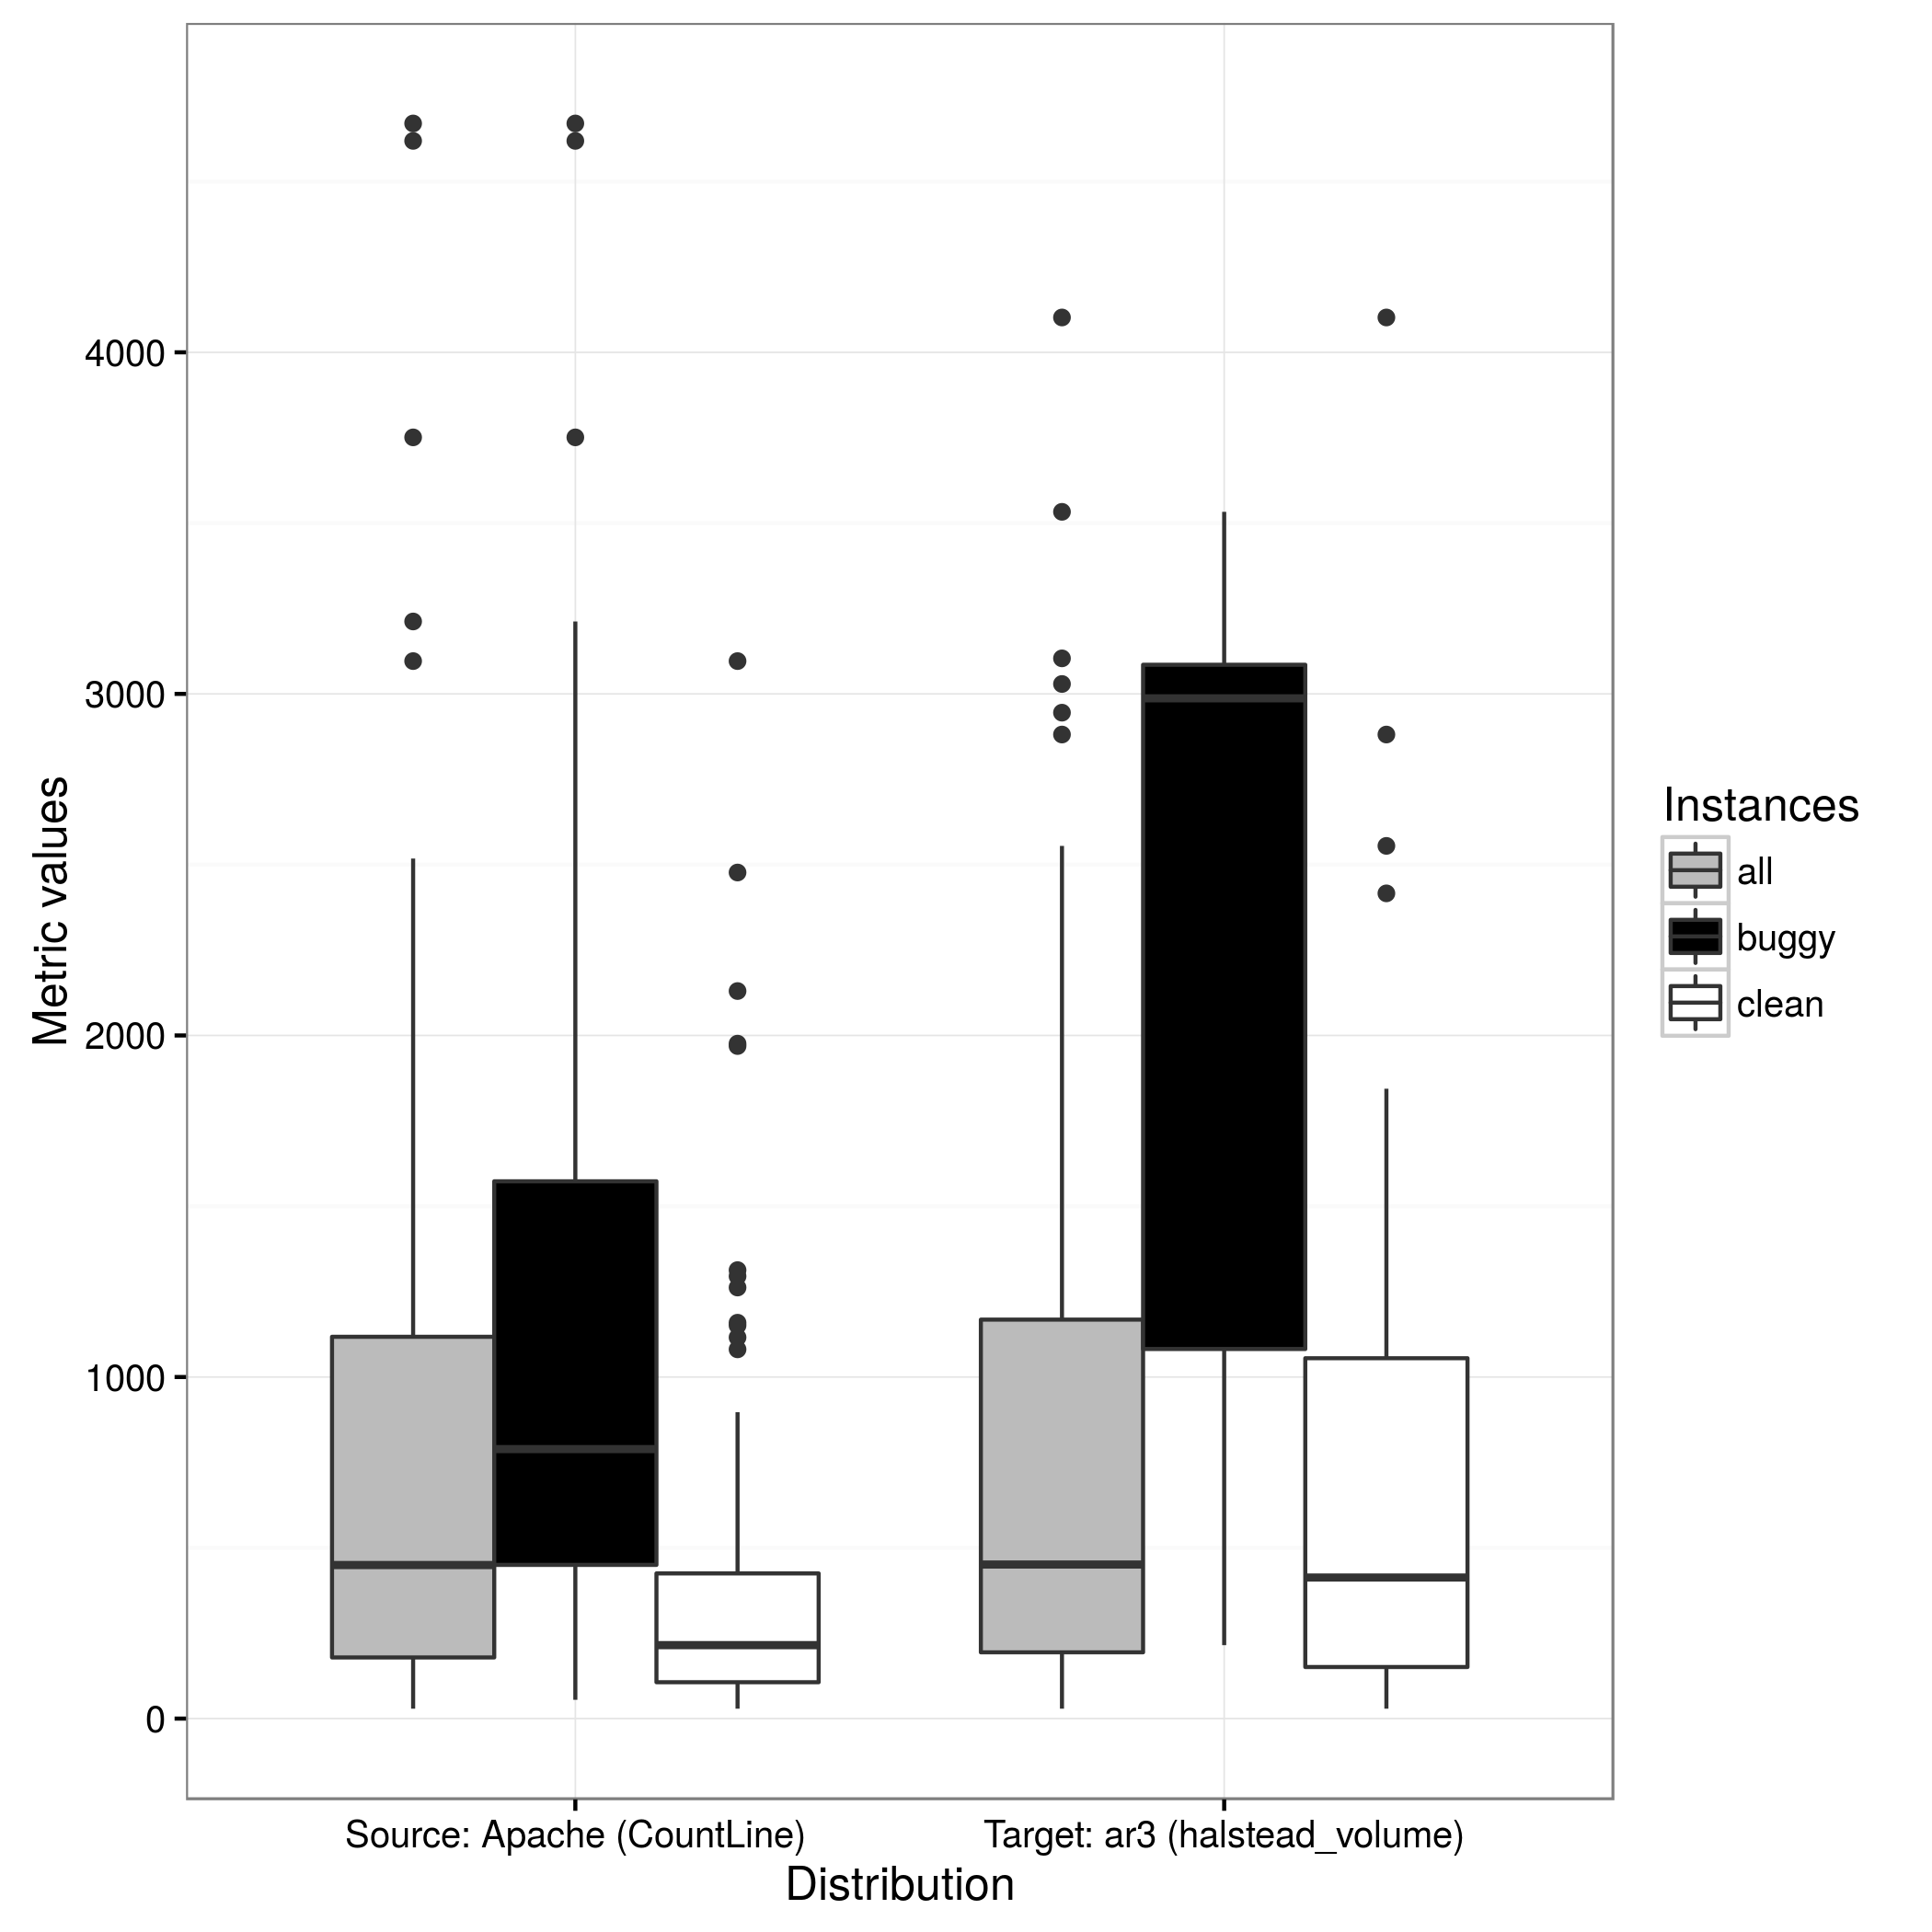 4000
3000
2000
1000
0
Metric values
Source: Apache (CountLine)
Target: ar3 (halstead_volume)
Distribution
Instances
all
buggy
clean